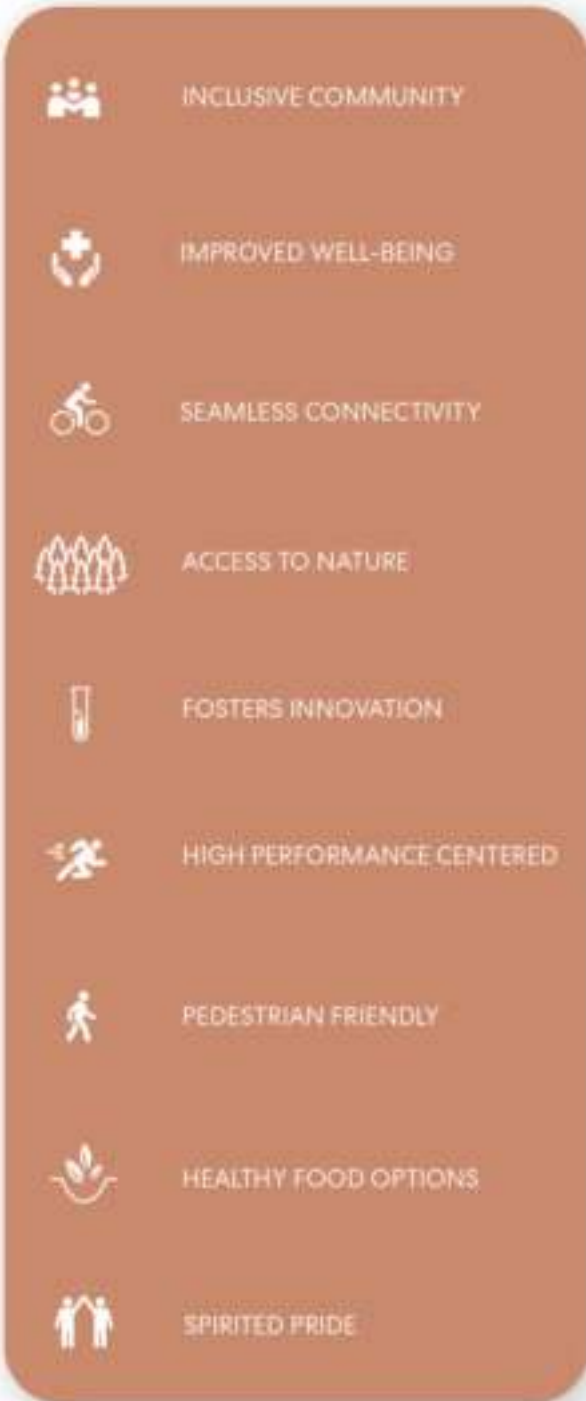 INCLUSIVE COMMUNITY
IMPROVED WELL-BEING
SEAMLESS CONNECTIVITY
ACCESS TO NATURE
FOSTERS INNOVATION
HIGH PERFORMANCE CENTERED
PEDESTRIAN FRIENDLY
HEALTHY FOOD OPTIONS
SPIRITED PRIDE